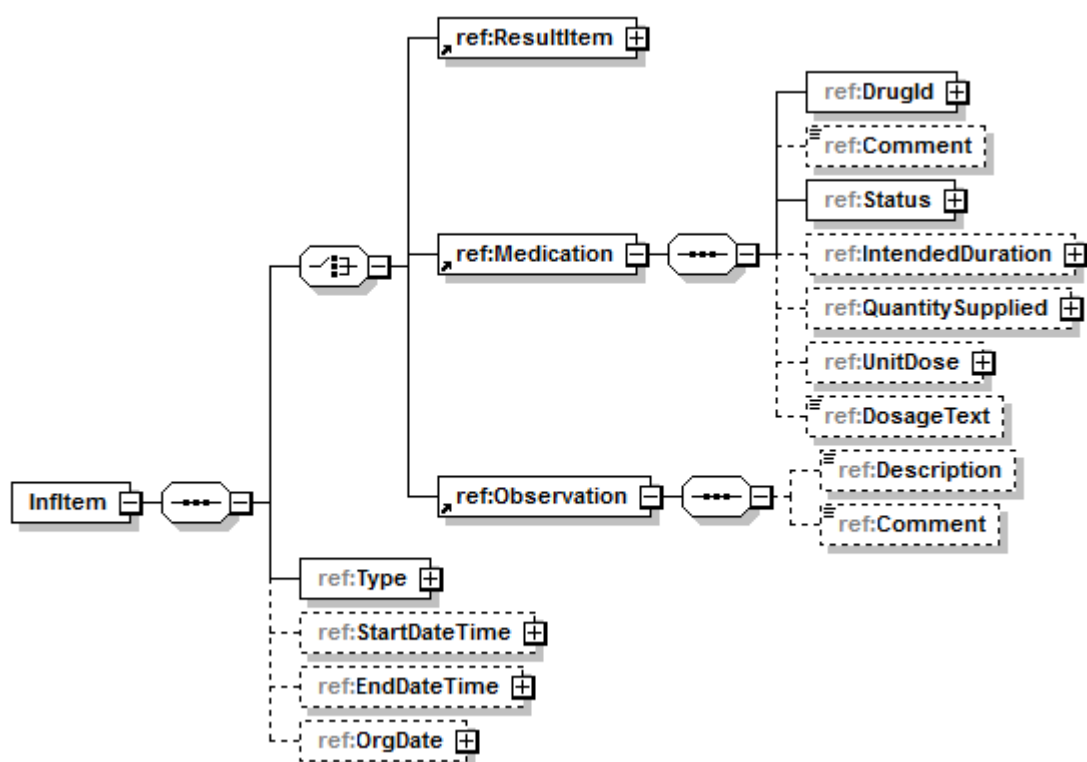 ref:ResultItem
ref:DrugId
ref:Comment
ref:Status
ref:Medication
ref:IntendedDuration
ref:QuantitySupplied
ref:UnitDose
ref:DosageText
ref:Description
InfItem
ref:Observation
ref:Comment
ref:Type
ref:StartDateTime
ref:EndDateTime
ref:OrgDate